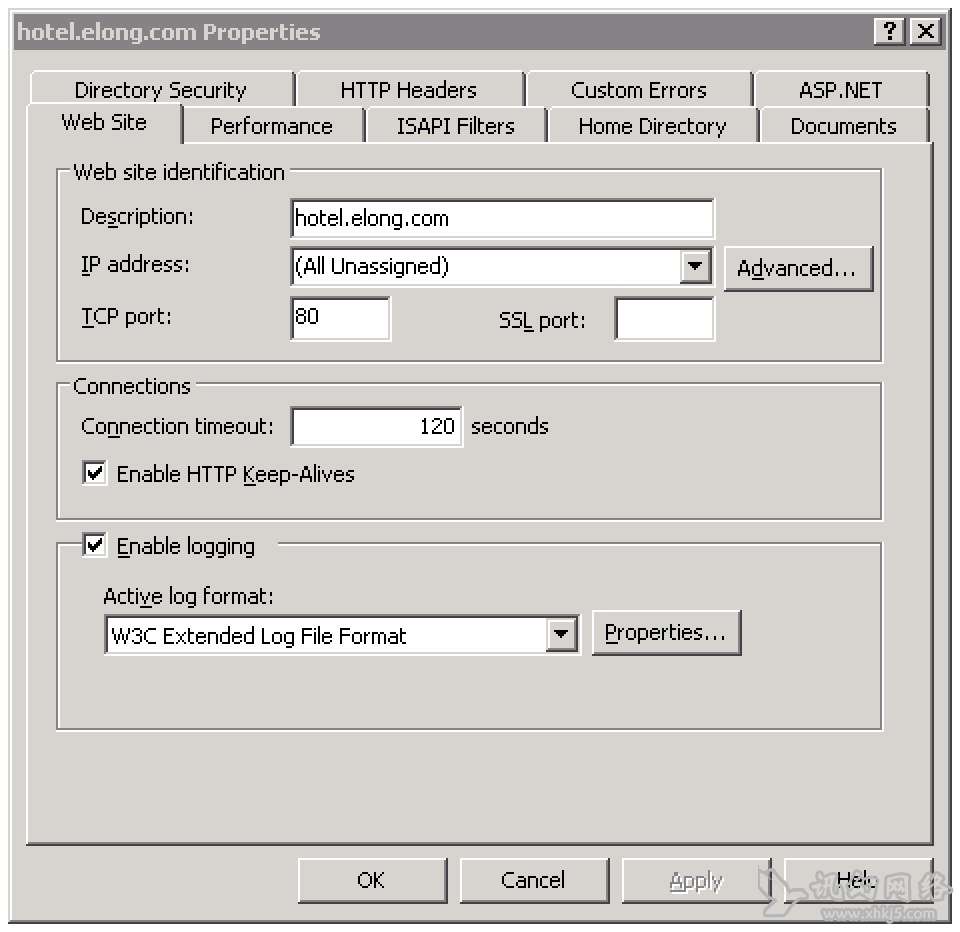 hotel.elong.com Properties
Directory Security HTTP Headers Custom Errors ASP.NET
Web Site Performance ISAPI Filters Home Directory Documents
Web site identification
Description: hotel.elong.com
IP address: (All Unassigned) Advanced...
TCP port: 80 SSL port:
Connections
Connection timeout: 120 seconds
Enable HTTP Keep-Alives
Enable logging
Active log format:
W3C Extended Log File Format Properties...
OK Cancel Apply Help
网络
www.xhkj5.com